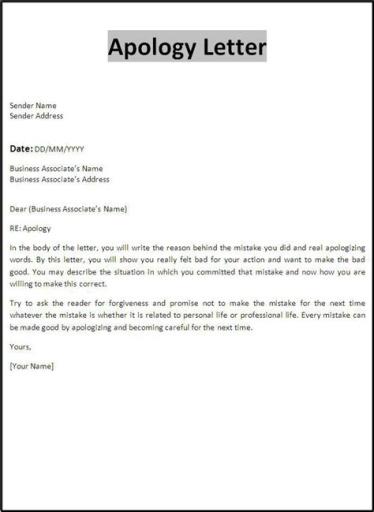 Apology Letter
Sender Name
Sender Address
Date: DD/MM/YYYY
Business Associate's Name
Business Associate's Address
Dear (Business Associate's Name)
RE: Apology
In the body of the letter, you will write the reason behind the mistake you did and real apologizing
words. By this letter, you will show you really felt bad for your action and want to make the bad
good. You may describe the situation in which you committed that mistake and now how you are
willing to make this correct.
Try to ask the reader for forgiveness and promise not to make the mistake for the next time
whatever the mistake is whether it is related to personal life or professional life. Every mistake can
be made good by apologizing and becoming careful for the next time.
Yours,
[Your Name]